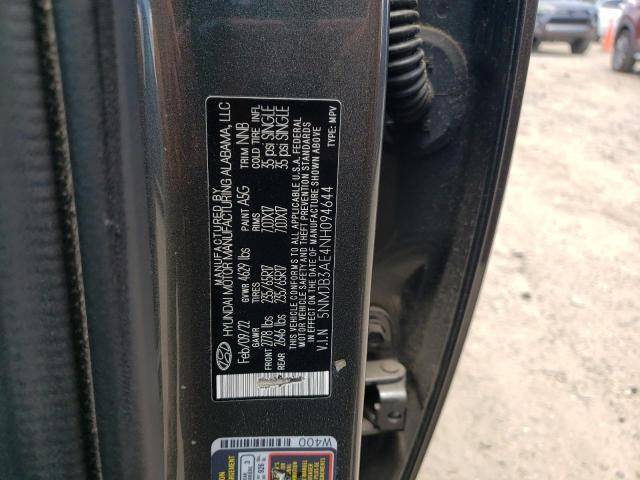 MANUFACTURED BY
HYUNDAI MOTOR MANUFACTURING ALABAMA, LLC
Feb/09/22 GVWR 4629 lbs PAINT A5G TRIM NNB
GAWR TIRES RIMS COLD TIRE INFL
FRONT 2778 lbs 235/65R17 7.0JX17 35 psi SINGLE
REAR 2646 lbs 235/65R17 7.0JX17 35 psi SINGLE
THIS VEHICLE CONFORMS TO ALL APPLICABLE U.S.A. FEDERAL
MOTOR VEHICLE SAFETY AND THEFT PREVENTION STANDARDS
IN EFFECT ON THE DATE OF MANUFACTURE SHOWN ABOVE
V.I.N 5NMJB3AE4NH094644 TYPE: MPV
W400